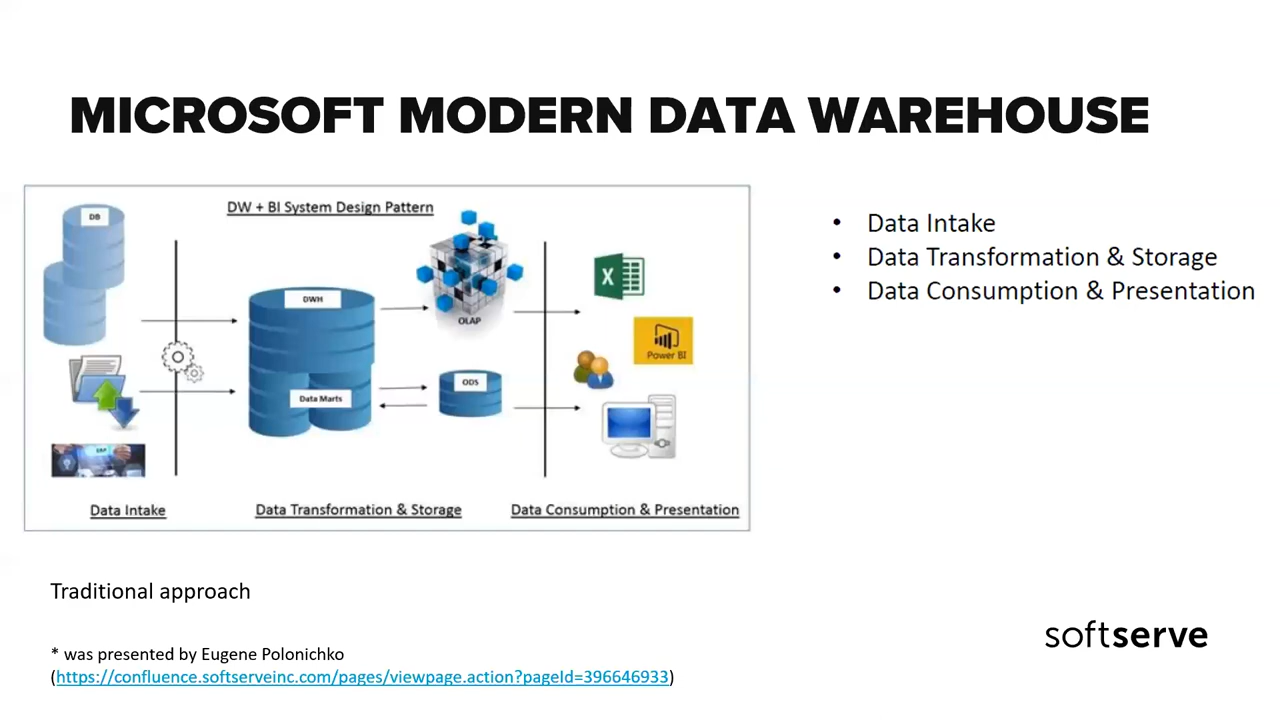 MICROSOFT MODERN DATA WAREHOUSE
DW + BI System Design Pattern
DB
DWH
Data Marts
OLAP
ODS
X
Power BI
Data Intake
Data Transformation & Storage
Data Consumption & Presentation
• Data Intake
• Data Transformation & Storage
• Data Consumption & Presentation
Traditional approach
* was presented by Eugene Polonichko
(https://confluence.softserveinc.com/pages/viewpage.action?pageId=396646933)
softserve